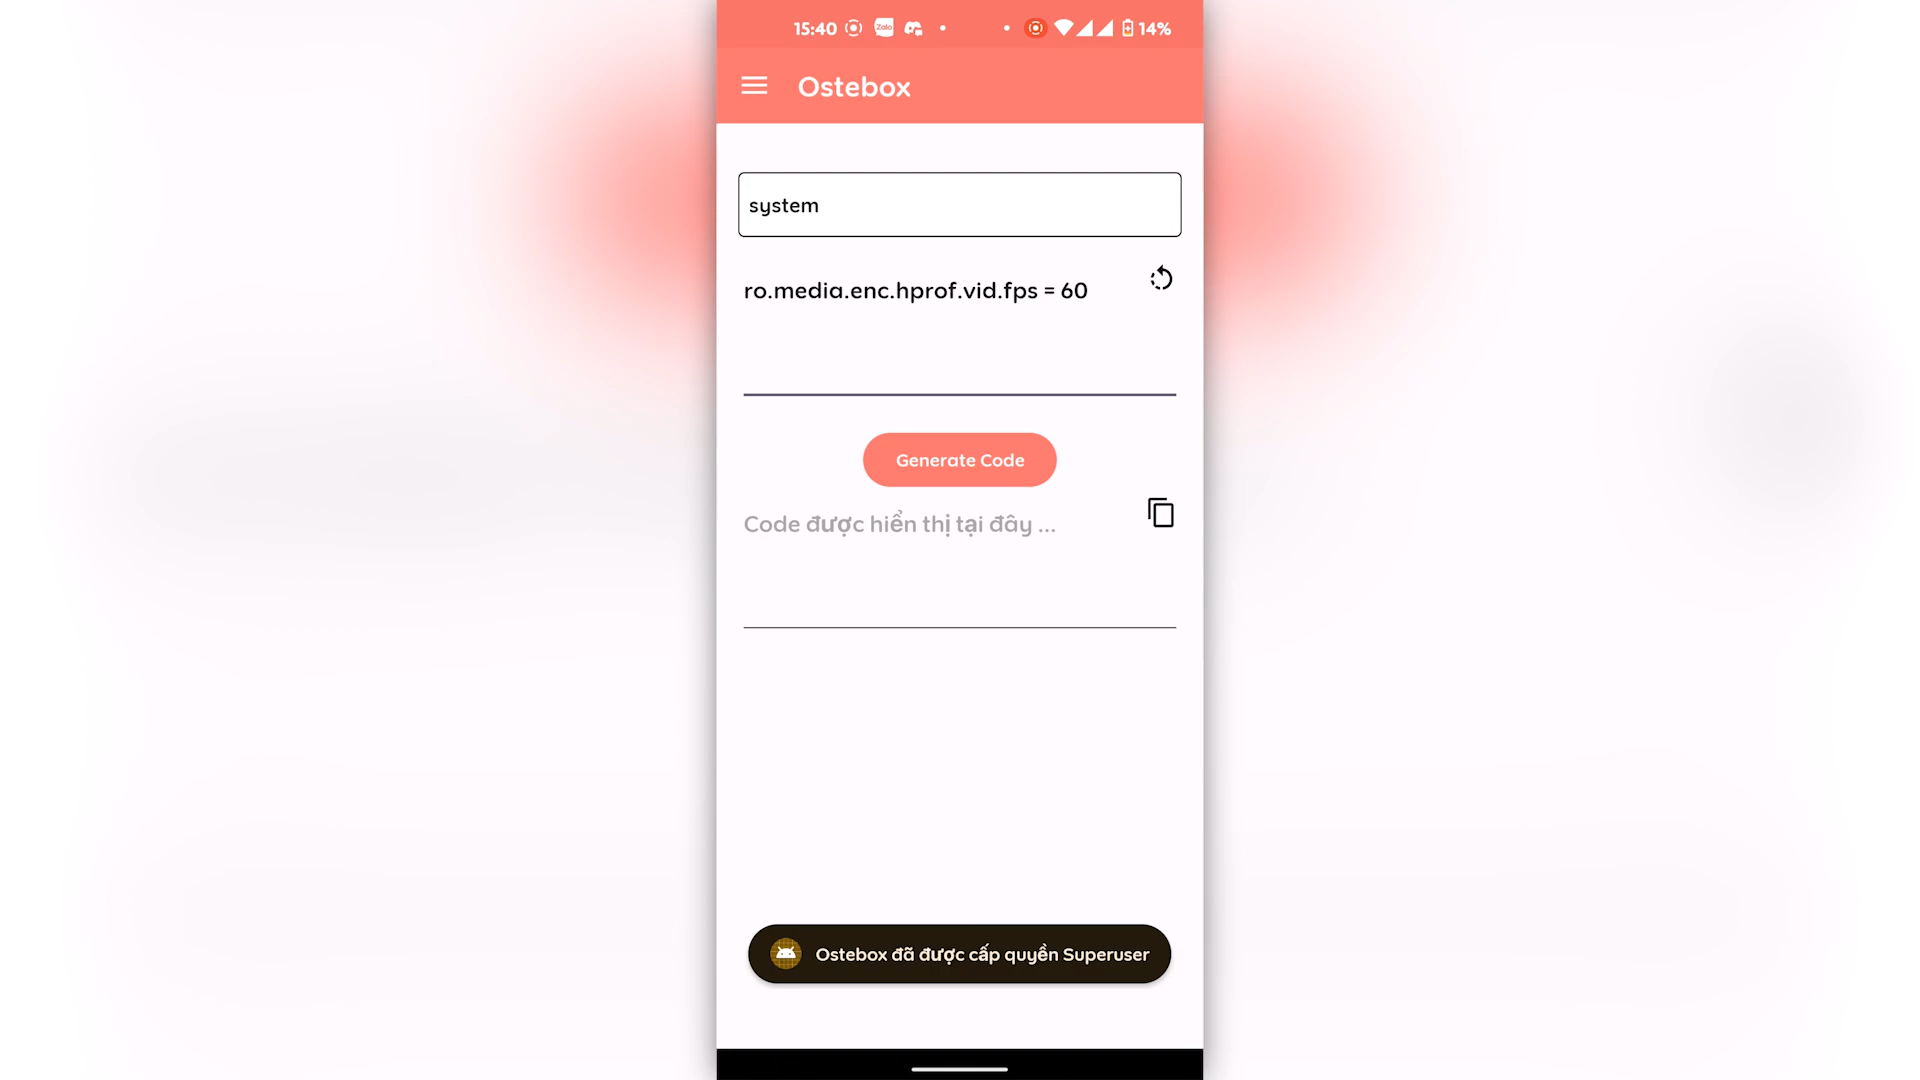 15:40 Zalo 14%
Ostebox
system
ro.media.enc.hprof.vid.fps = 60
Generate Code
Code được hiển thị tại đây ...
Ostebox đã được cấp quyền Superuser